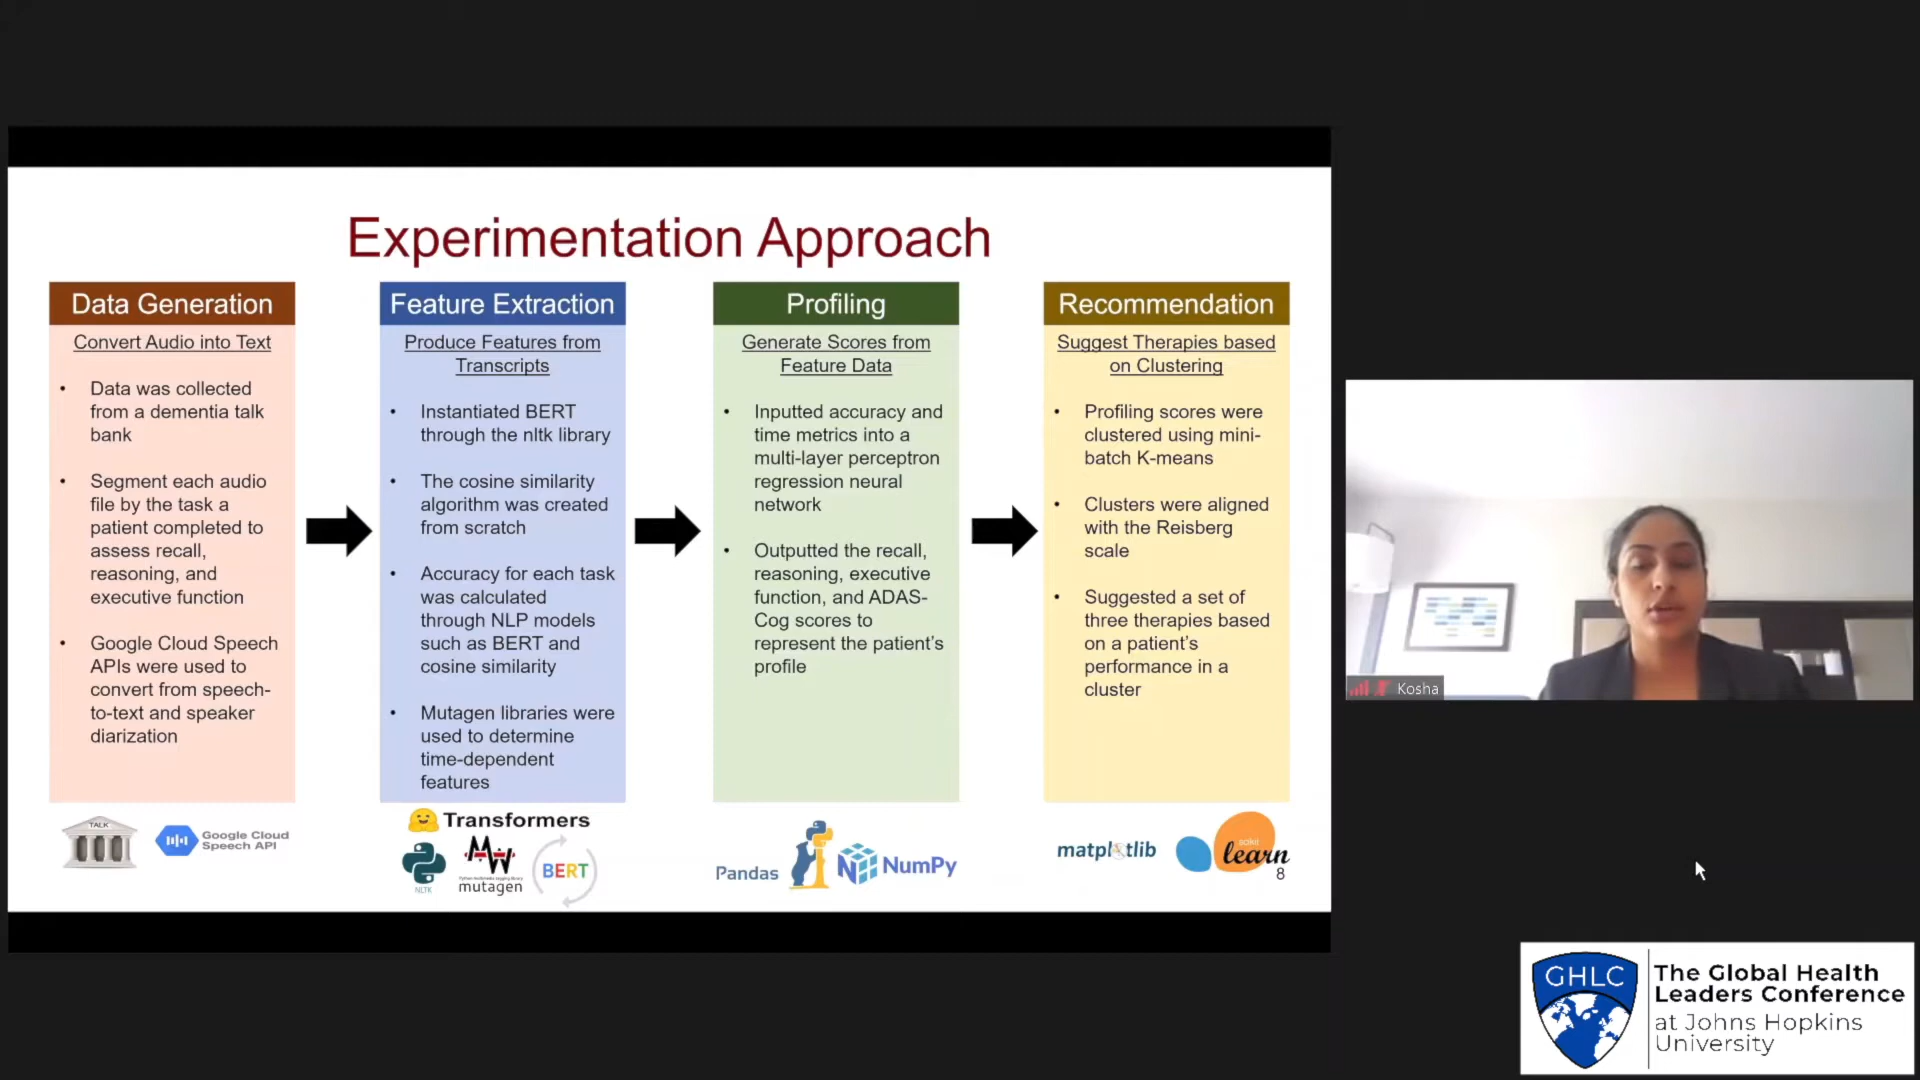 Experimentation Approach
Data Generation
Convert Audio into Text
• Data was collected
from a dementia talk
bank
• Segment each audio
file by the task a
patient completed to
assess recall,
reasoning, and
executive function
• Google Cloud Speech
APIs were used to
convert from speech-
to-text and speaker
diarization
TALK
Google Cloud
Speech API
Feature Extraction
Produce Features from
Transcripts
• Instantiated BERT
through the nltk library
• The cosine similarity
algorithm was created
from scratch
• Accuracy for each task
was calculated
through NLP models
such as BERT and
cosine similarity
• Mutagen libraries were
used to determine
time-dependent
features
Transformers
NLTK
mutagen
BERT
Profiling
Generate Scores from
Feature Data
• Inputted accuracy and
time metrics into a
multi-layer perceptron
regression neural
network
• Outputted the recall,
reasoning, executive
function, and ADAS-
Cog scores to
represent the patient's
profile
Pandas
NumPy
Recommendation
Suggest Therapies based
on Clustering
• Profiling scores were
clustered using mini-
batch K-means
• Clusters were aligned
with the Reisberg
scale
• Suggested a set of
three therapies based
on a patient's
performance in a
cluster
matplotlib
scikit
learn
8
Kosha
GHLC
The Global Health
Leaders Conference
at Johns Hopkins
University